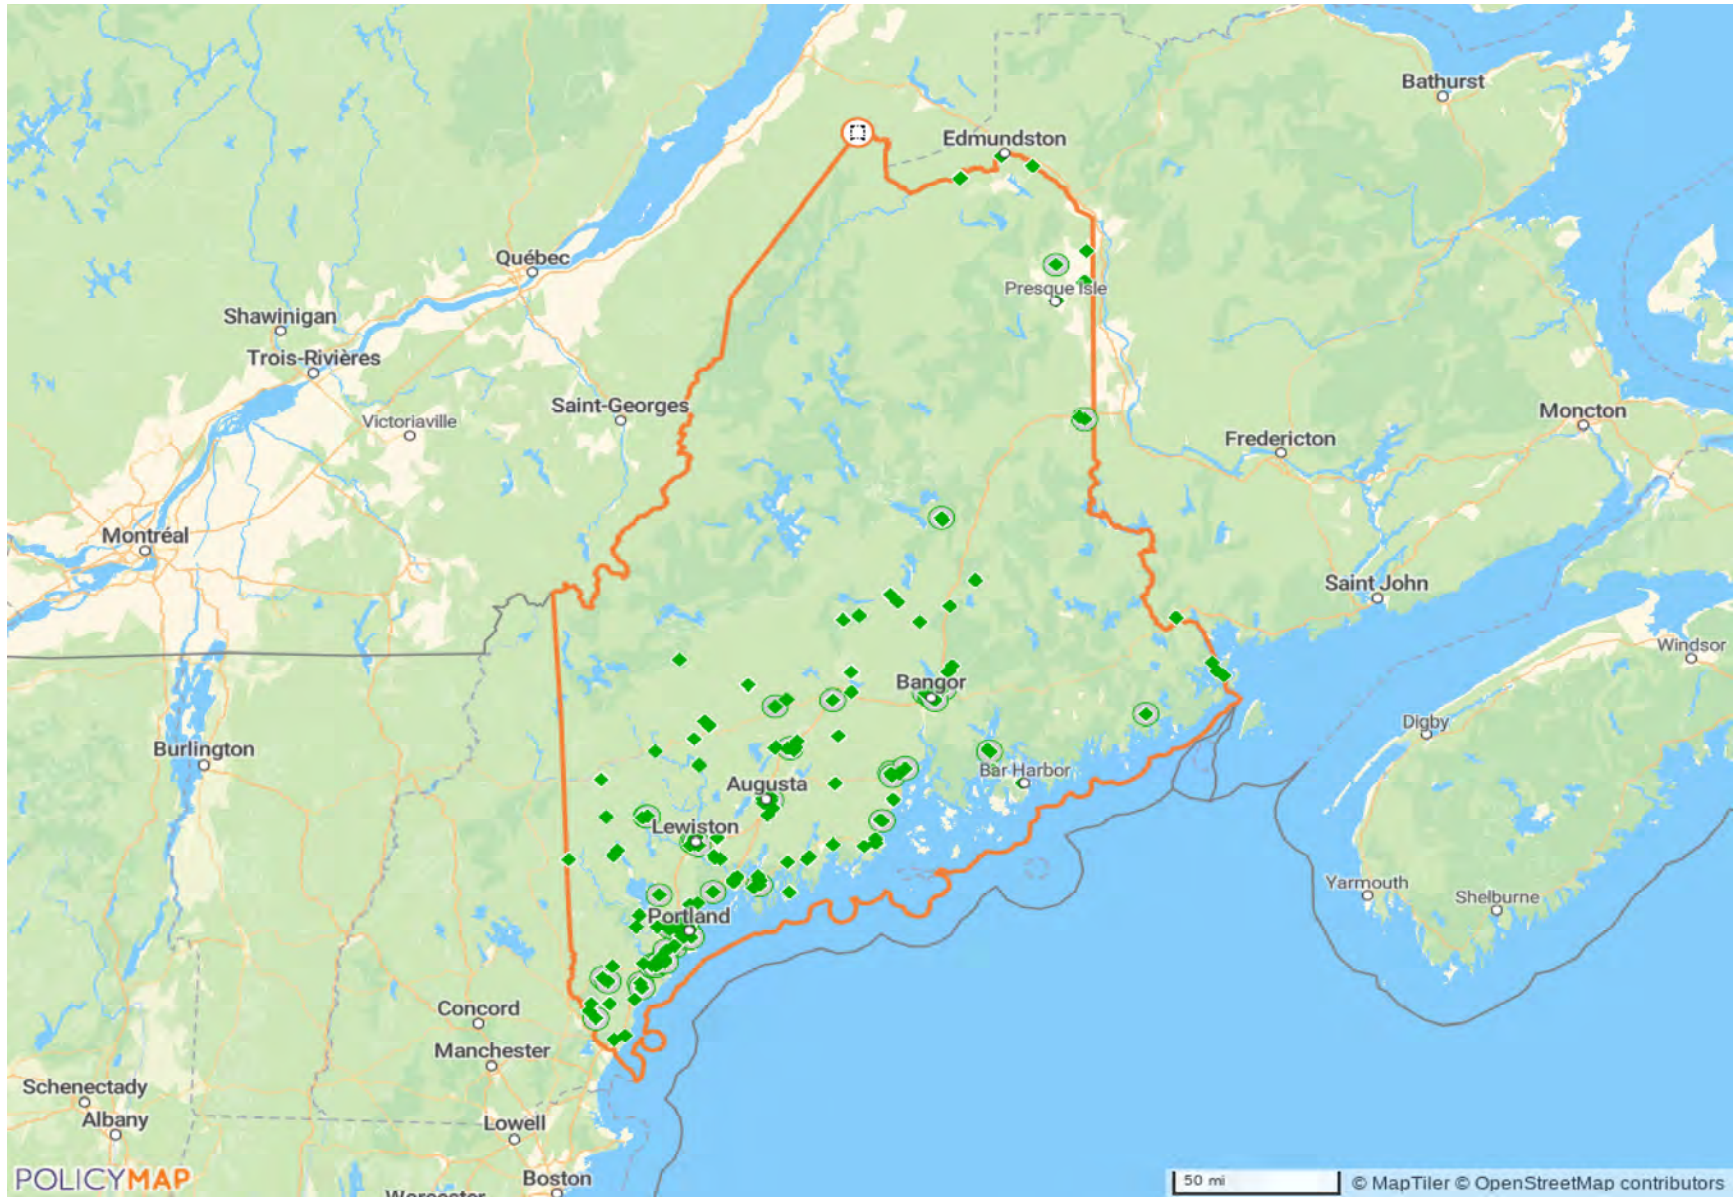 Bathurst
Edmundston
Québec
Presque Isle
Shawinigan
Trois-Rivières
Saint-Georges
Victoriaville
Moncton
Fredericton
Montréal
Saint John
Windsor
Bangor
Digby
Burlington
Bar Harbor
Augusta
Lewiston
Yarmouth
Shelburne
Portland
Concord
Manchester
Schenectady
Albany
Lowell
Boston
Worcester
POLICYMAP
50 mi
© MapTiler © OpenStreetMap contributors